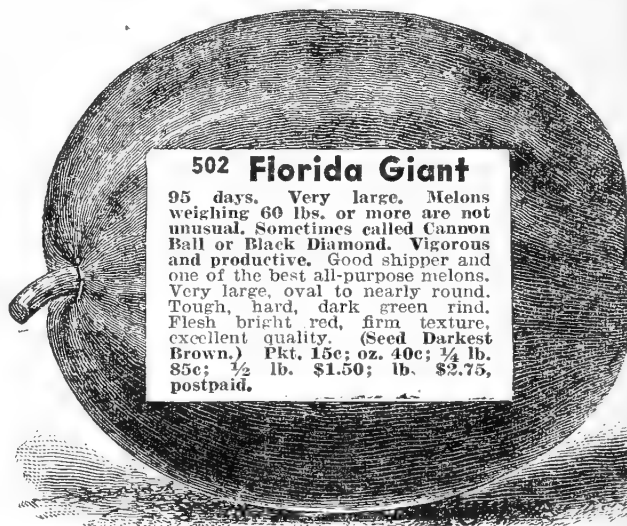 502 Florida Giant
95 days. Very large. Melons
weighing 60 lbs. or more are not
unusual. Sometimes called Cannon
Ball or Black Diamond. Vigorous
and productive. Good shipper and
one of the best all-purpose melons.
Very large, oval to nearly round.
Tough, hard, dark green rind.
Flesh bright red, firm texture,
excellent quality. (Seed Darkest
Brown.) Pkt. 15c; oz. 40c; ¼ lb.
85c; ½ lb. $1.50; lb. $2.75,
postpaid.